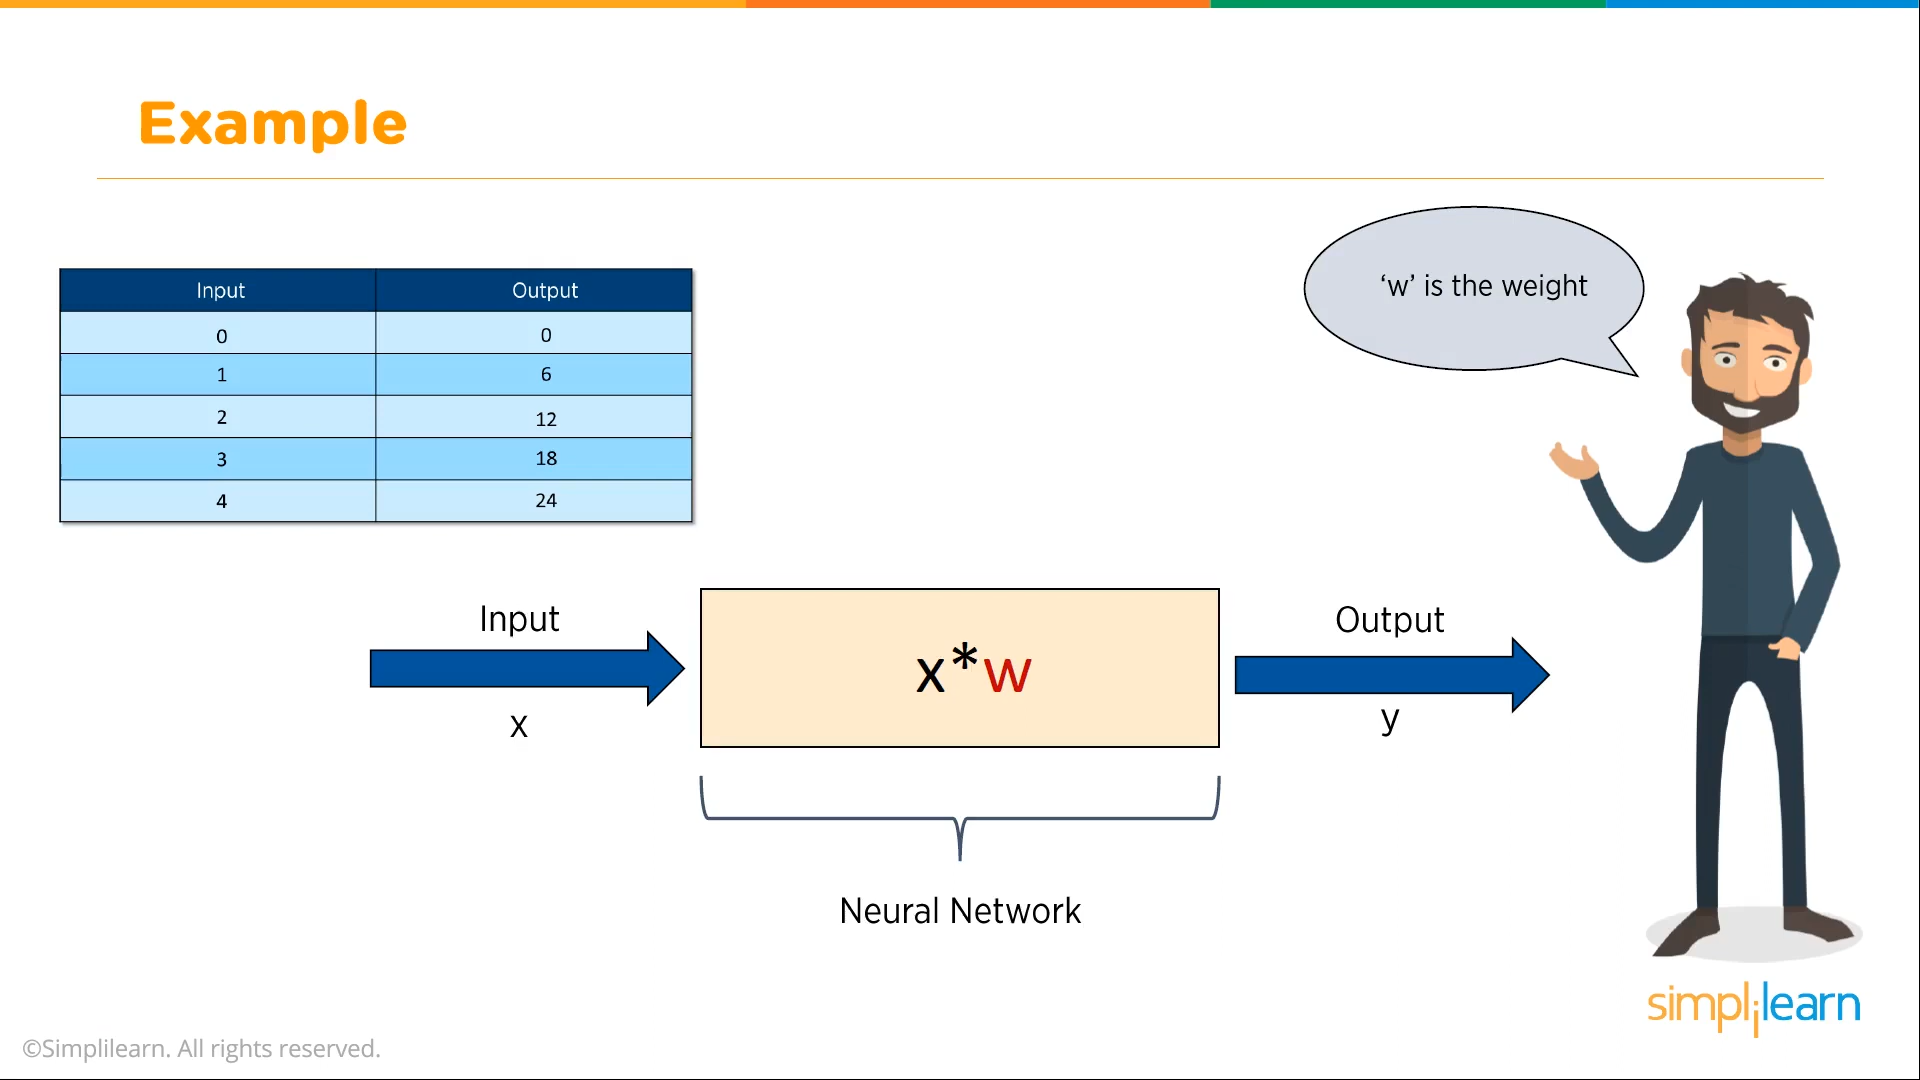 Example
‘w’ is the weight
Input Output
0 0
1 6
2 12
3 18
4 24
Input
x
x*w
Output
y
Neural Network
simplilearn
©Simplilearn. All rights reserved.